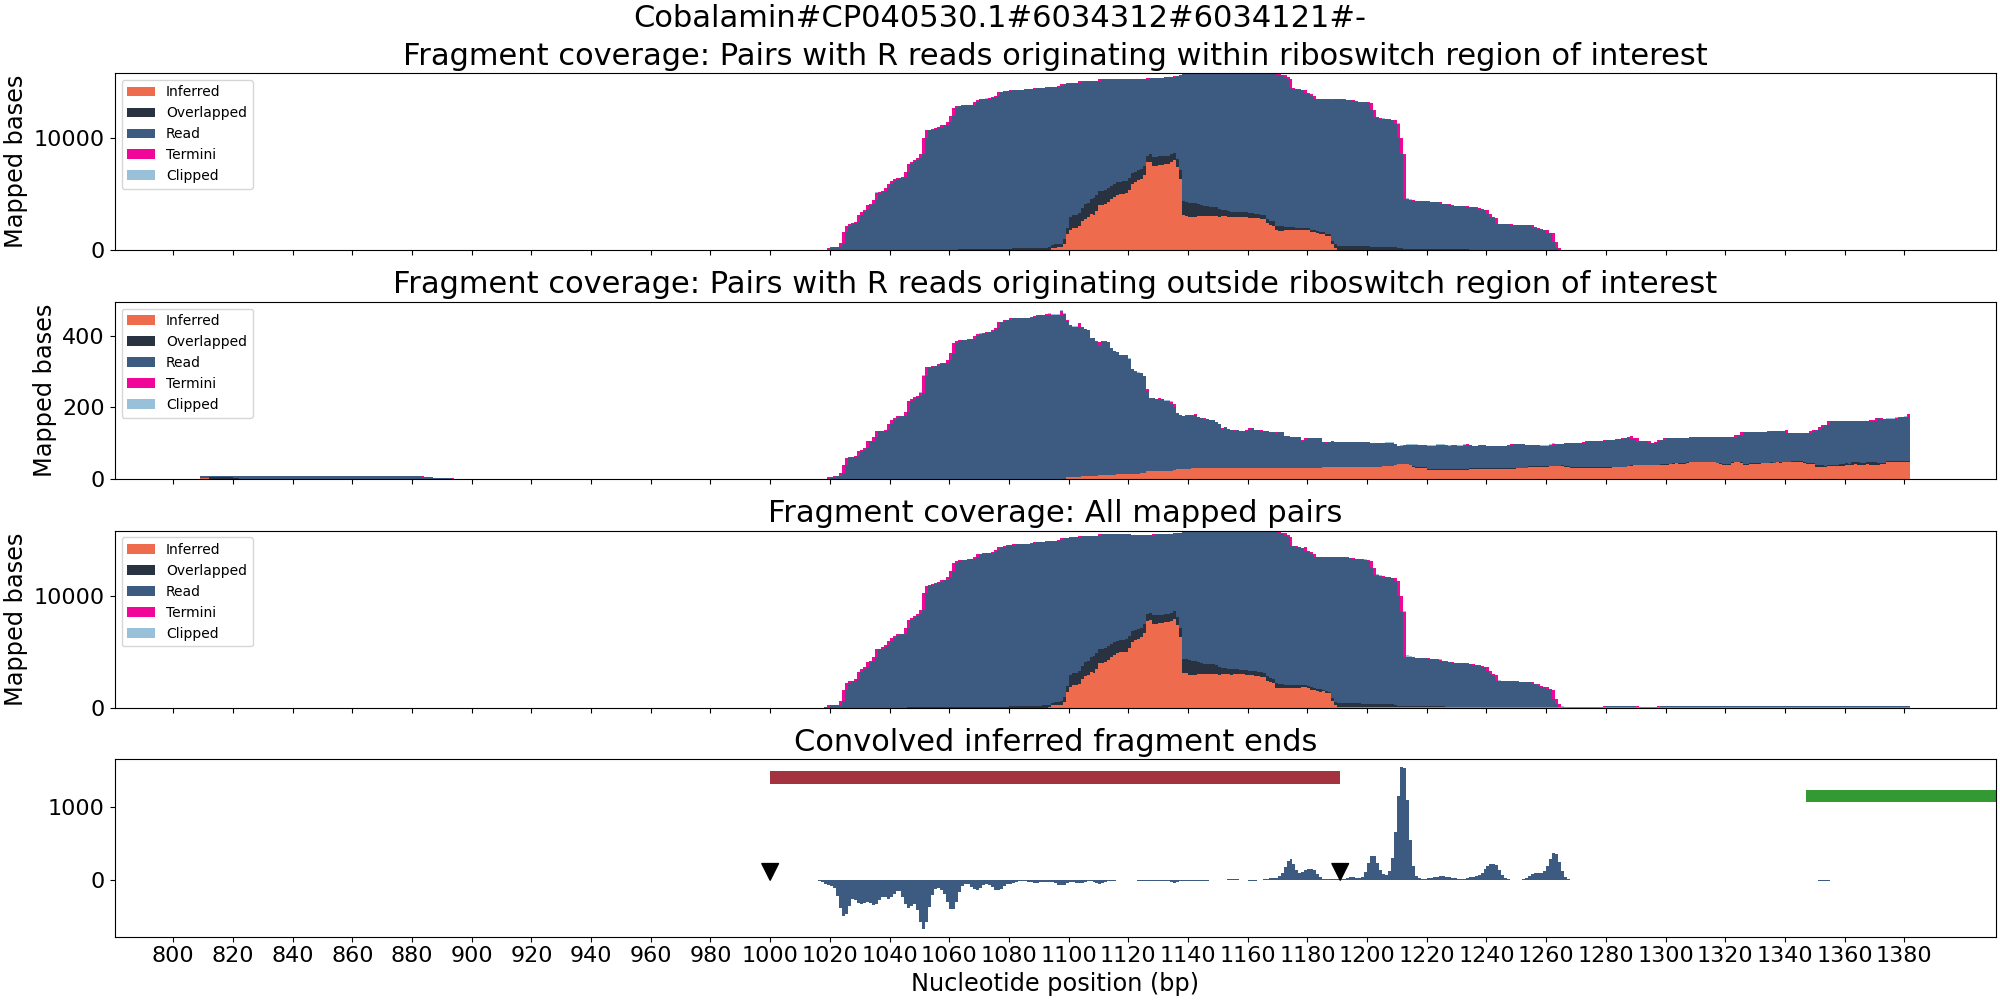 Cobalamin#CP040530.1#6034312#6034121#-
Fragment coverage: Pairs with R reads originating within riboswitch region of interest
Mapped bases
10000
0
Inferred
Overlapped
Read
Termini
Clipped
Fragment coverage: Pairs with R reads originating outside riboswitch region of interest
Mapped bases
400
200
0
Inferred
Overlapped
Read
Termini
Clipped
Fragment coverage: All mapped pairs
Mapped bases
10000
0
Inferred
Overlapped
Read
Termini
Clipped
Convolved inferred fragment ends
1000
0
800 820 840 860 880 900 920 940 960 980 1000 1020 1040 1060 1080 1100 1120 1140 1160 1180 1200 1220 1240 1260 1280 1300 1320 1340 1360 1380
Nucleotide position (bp)